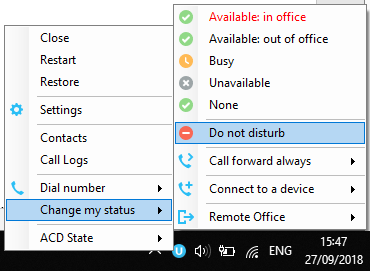 Close
Restart
Restore
Settings
Contacts
Call Logs
Dial number
Change my status
ACD State
Available: in office
Available: out of office
Busy
Unavailable
None
Do not disturb
Call forward always
Connect to a device
Remote Office
U ENG
15:47
27/09/2018